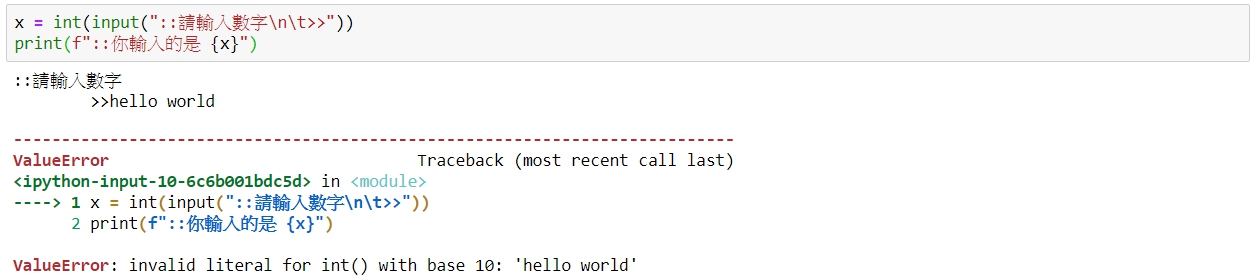 x = int(input("::請輸入數字\n\t>>"))
print(f"::你輸入的是 {x}")
::請輸入數字
        >>hello world
---------------------------------------------------------------------------
ValueError                                Traceback (most recent call last)
<ipython-input-10-6c6b001bdc5d> in <module>
----> 1 x = int(input("::請輸入數字\n\t>>"))
      2 print(f"::你輸入的是 {x}")
ValueError: invalid literal for int() with base 10: 'hello world'